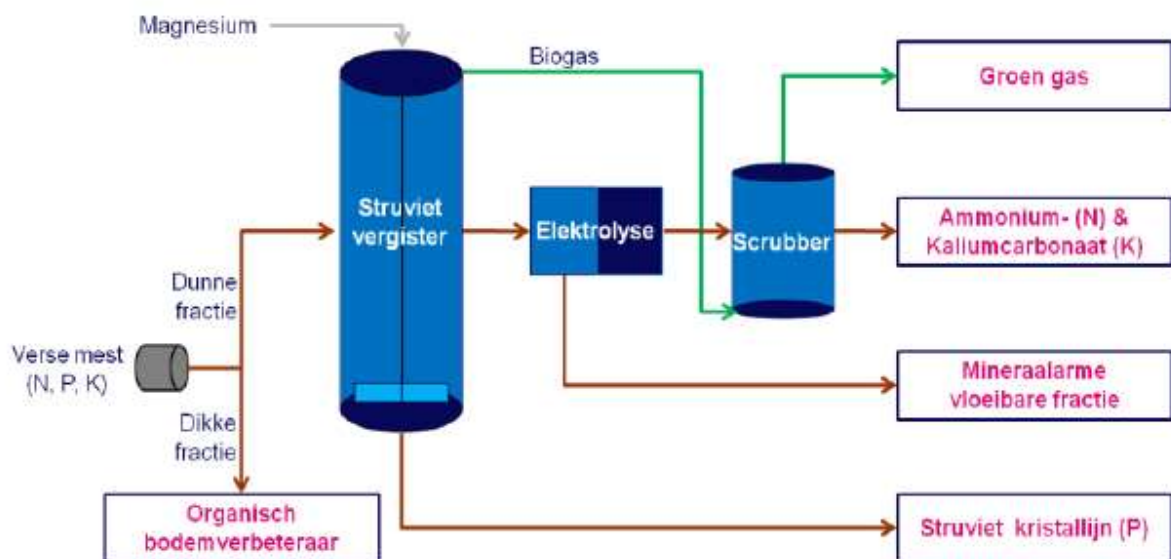 Magnesium
Biogas
Groen gas
Struviet
vergister
Elektrolyse
Scrubber
Ammonium- (N) &
Kaliumcarbonaat (K)
Dunne
fractie
Verse mest
(N, P, K)
Mineraalarme
vloeibare fractie
Dikke
fractie
Organisch
bodemverbeteraar
Struviet kristallijn (P)